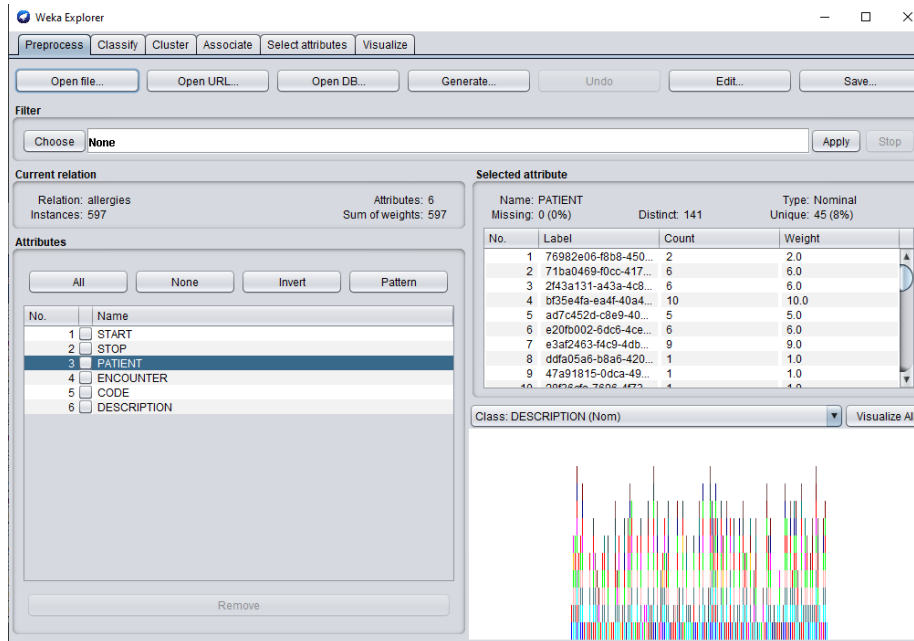 Weka Explorer
Preprocess Classify Cluster Associate Select attributes Visualize
Open file... Open URL... Open DB... Generate... Undo Edit... Save...
Filter
Choose None Apply Stop
Current relation
Relation: allergies Attributes: 6
Instances: 597 Sum of weights: 597
Attributes
All None Invert Pattern
No. Name
1 START
2 STOP
3 PATIENT
4 ENCOUNTER
5 CODE
6 DESCRIPTION
Remove
Selected attribute
Name: PATIENT Type: Nominal
Missing: 0 (0%) Distinct: 141 Unique: 45 (8%)
No. Label Count Weight
1 76982e06-f8b8-450... 2 2.0
2 71ba0469-f0cc-417... 6 6.0
3 2f43a131-a43a-4c8... 6 6.0
4 bf35e4fa-ea4f-40a4... 10 10.0
5 ad7c452d-c8e9-40... 5 5.0
6 e20fb002-6dc6-4ce... 6 6.0
7 e3af2463-f4c9-4db... 9 9.0
8 ddfa05a6-b8a6-420... 1 1.0
9 47a91815-0dca-49... 1 1.0
Class: DESCRIPTION (Nom) Visualize All